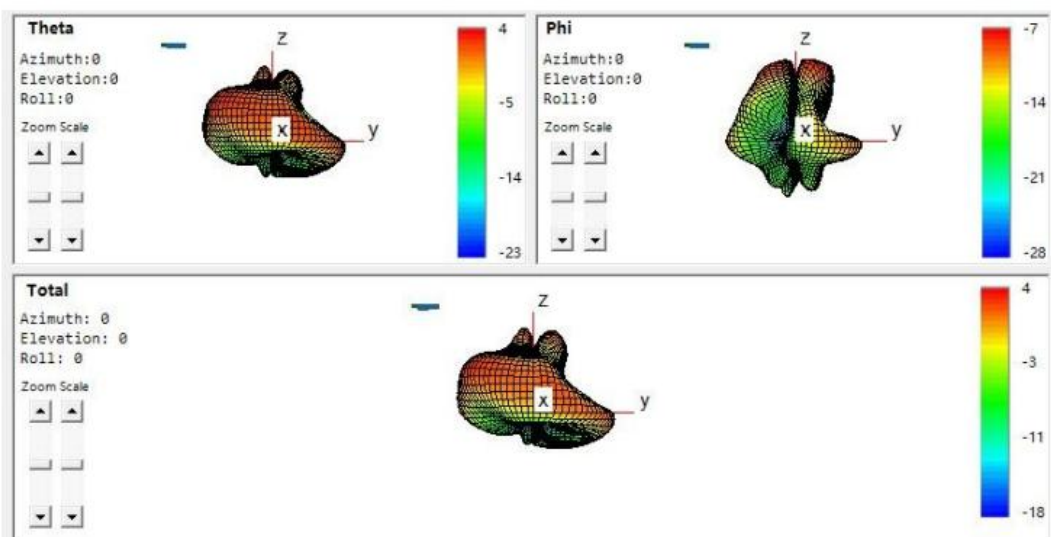 Theta
Azimuth:0
Elevation:0
Roll:0
Zoom Scale
z
x
y
4
-5
-14
-23
Phi
Azimuth:0
Elevation:0
Roll:0
Zoom Scale
z
x
y
-7
-14
-21
-28
Total
Azimuth: 0
Elevation: 0
Roll: 0
Zoom Scale
z
x
y
4
-3
-11
-18